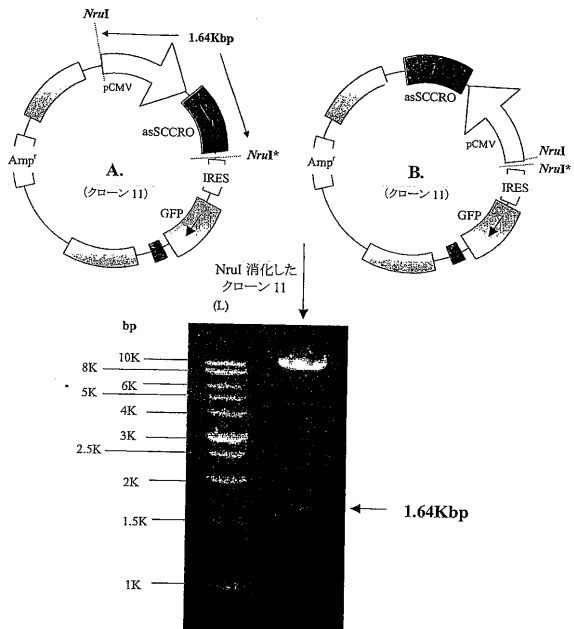 NruI
1.64Kbp
pCMV
asSCCRO
NruI*
Ampʳ
A.
(クローン 11)
IRES
GFP
asSCCRO
pCMV
NruI
NruI*
Ampʳ
B.
(クローン 11)
IRES
GFP
NruI 消化した
クローン 11
(L)
bp
10K
8K
6K
5K
4K
3K
2.5K
2K
1.5K
1K
1.64Kbp